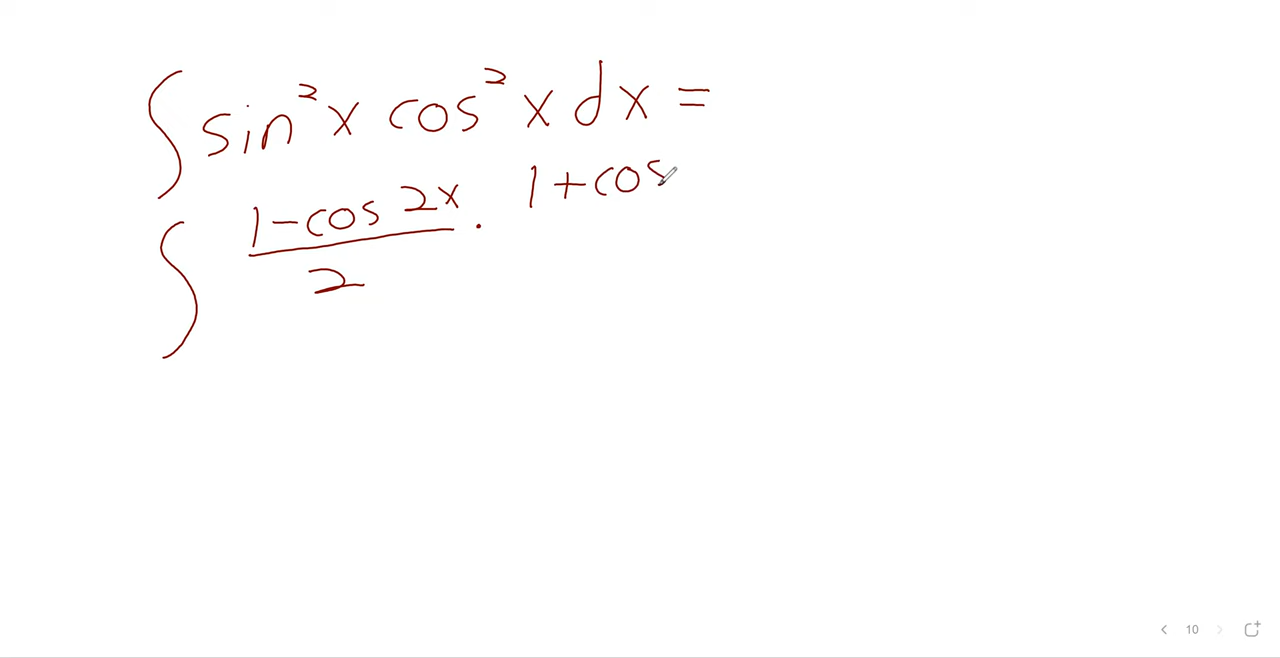 ∫ sin²x cos²x dx =
∫ (1 - cos 2x)/2 · 1 + cos
10